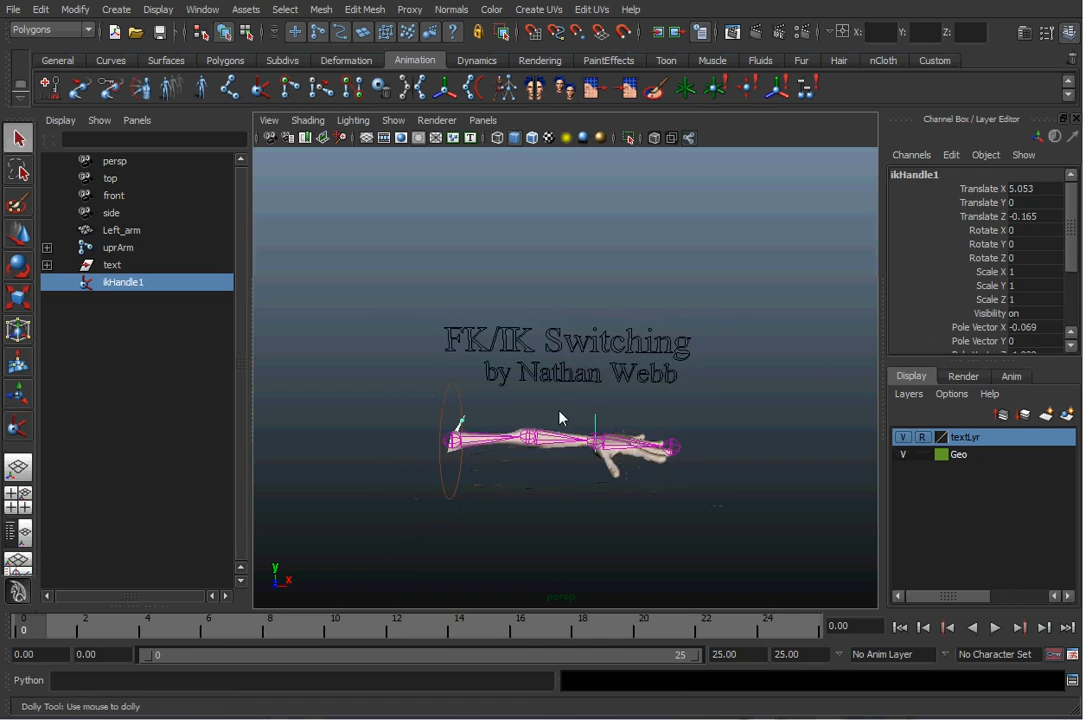 File Edit Modify Create Display Window Assets Select Mesh Edit Mesh Proxy Normals Color Create UVs Edit UVs Help
Polygons X: Y: Z:
General Curves Surfaces Polygons Subdivs Deformation Animation Dynamics Rendering PaintEffects Toon Muscle Fluids Fur Hair nCloth Custom
Display Show Panels
View Shading Lighting Show Renderer Panels
Channel Box / Layer Editor
persp
top
front
side
Left_arm
uprArm
text
ikHandle1
FK/IK Switching
by Nathan Webb
y
x
persp
Channels Edit Object Show
ikHandle1
Translate X 5.053
Translate Y 0
Translate Z -0.165
Rotate X 0
Rotate Y 0
Rotate Z 0
Scale X 1
Scale Y 1
Scale Z 1
Visibility on
Pole Vector X -0.069
Pole Vector Y 0
Display Render Anim
Layers Options Help
V R textLyr
V Geo
0 2 4 6 8 10 12 14 16 18 20 22 24
0 0.00
0.00 0.00 0 25 25.00 25.00 No Anim Layer No Character Set
Python
Dolly Tool: Use mouse to dolly